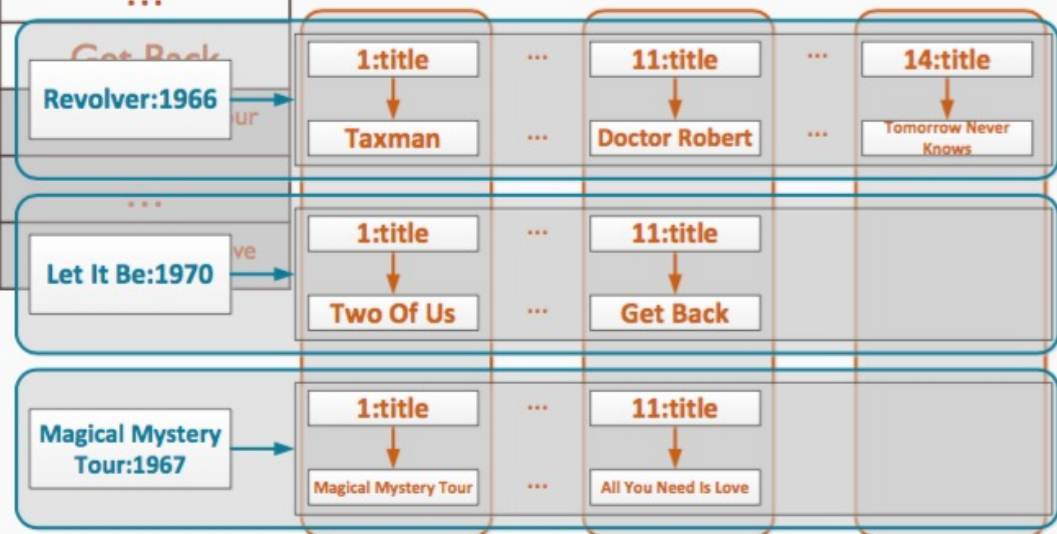 ...
Get Back
Revolver:1966
1:title ... 11:title ... 14:title
Taxman ... Doctor Robert ... Tomorrow Never
Knows
...
Let It Be:1970
1:title ... 11:title
Two Of Us ... Get Back
Magical Mystery
Tour:1967
1:title ... 11:title
Magical Mystery Tour ... All You Need Is Love